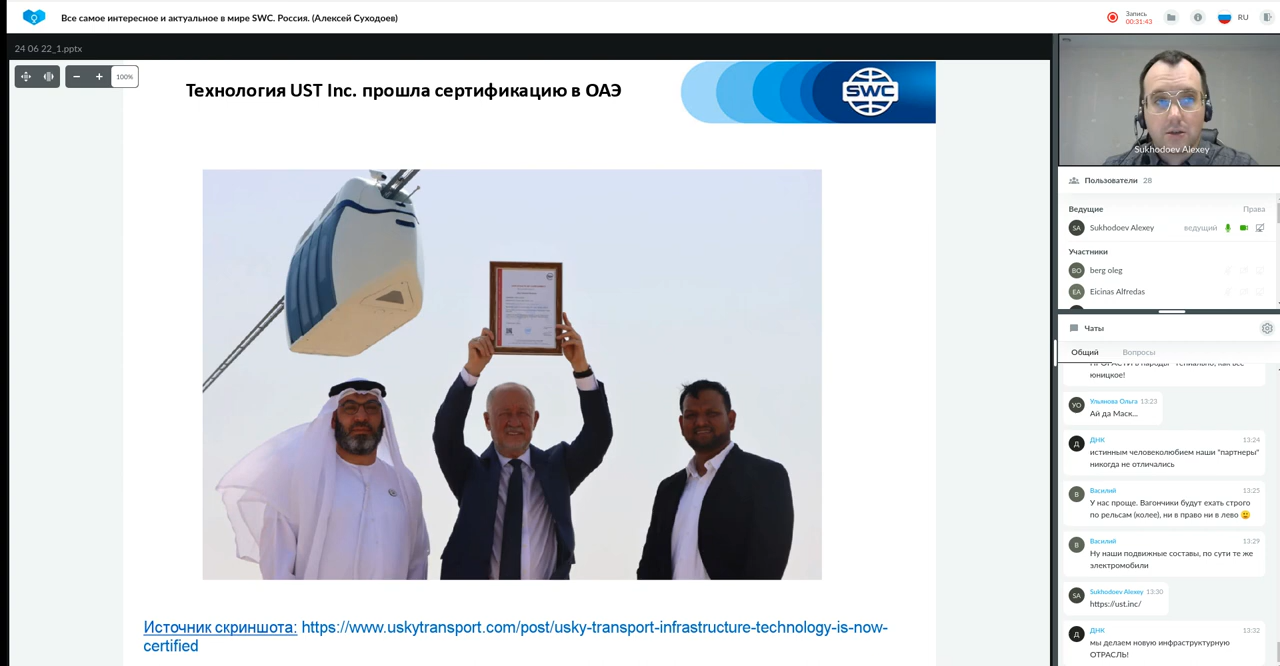 Все самое интересное и актуальное в мире SWC. Россия. (Алексей Суходоев)
Запись
00:31:43
RU
24 06 22_1.pptx
100%
Технология UST Inc. прошла сертификацию в ОАЭ
SWC
Источник скриншота: https://www.uskytransport.com/post/usky-transport-infrastructure-technology-is-now-
certified
Sukhodoev Alexey
Пользователи 28
Ведущие Права
SA Sukhodoev Alexey ведущий
Участники
BO berg oleg
EA Eicinas Alfredas
Чаты
Общий Вопросы
юницкое!
УО Ульянова Ольга 13:23
Ай да Маск...
Д ДНК 13:24
истинным человеколюбием наши "партнеры"
никогда не отличались
В Василий 13:25
У нас проще. Вагончики будут ехать строго
по рельсам (колее), ни в право ни в лево 🙂
В Василий 13:29
Ну наши подвижные составы, по сути те же
электромобили
SA Sukhodoev Alexey 13:30
https://ust.inc/
Д ДНК 13:32
мы делаем новую инфраструктурную
ОТРАСЛЬ!